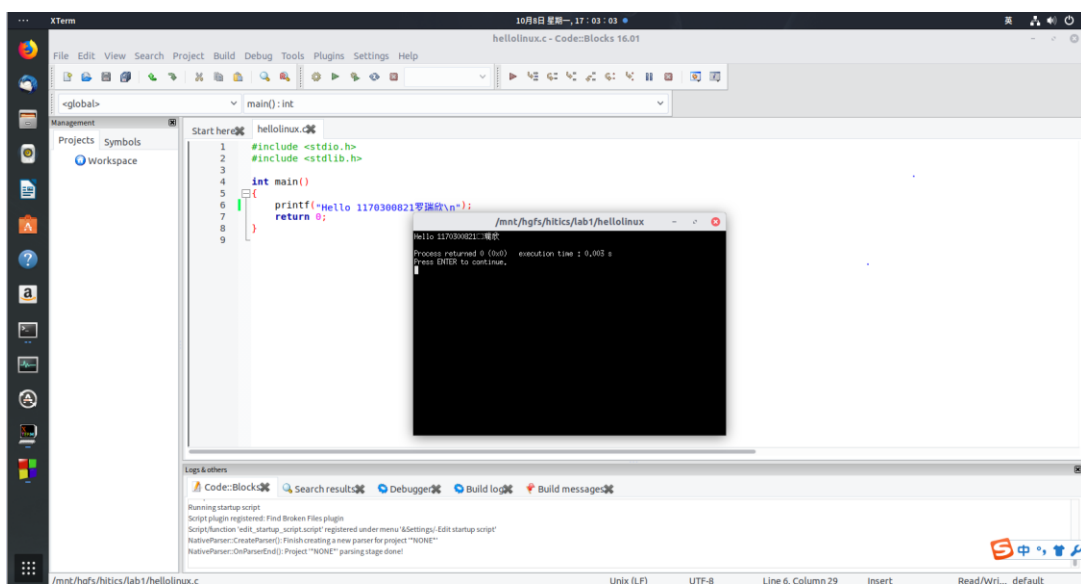 XTerm
10月8日 星期一, 17：03：03
英
hellolinux.c - Code::Blocks 16.01
File Edit View Search Project Build Debug Tools Plugins Settings Help
<global>
main() : int
Management
Projects Symbols
Workspace
Start here
hellolinux.c
1 #include <stdio.h>
2 #include <stdlib.h>
3
4 int main()
5 {
6 printf("Hello 1170300821罗瑞欣\n");
7 return 0;
8 }
9
/mnt/hgfs/hitics/lab1/hellolinux
Hello 1170300821□瑞欣
Process returned 0 (0x0) execution time : 0.003 s
Press ENTER to continue.
Logs & others
Code::Blocks Search results Debugger Build log Build messages
Running startup script
Script plugin registered: Find Broken Files plugin
Script/function 'edit_startup_script.script' registered under menu '&Settings/-Edit startup script'
NativeParser::CreateParser(): Finish creating a new parser for project '*NONE*'
NativeParser::OnParserEnd(): Project '*NONE*' parsing stage done!
中
/mnt/hgfs/hitics/lab1/hellolinux.c Unix (LF) UTF-8 Line 6, Column 29 Insert Read/Wri... default